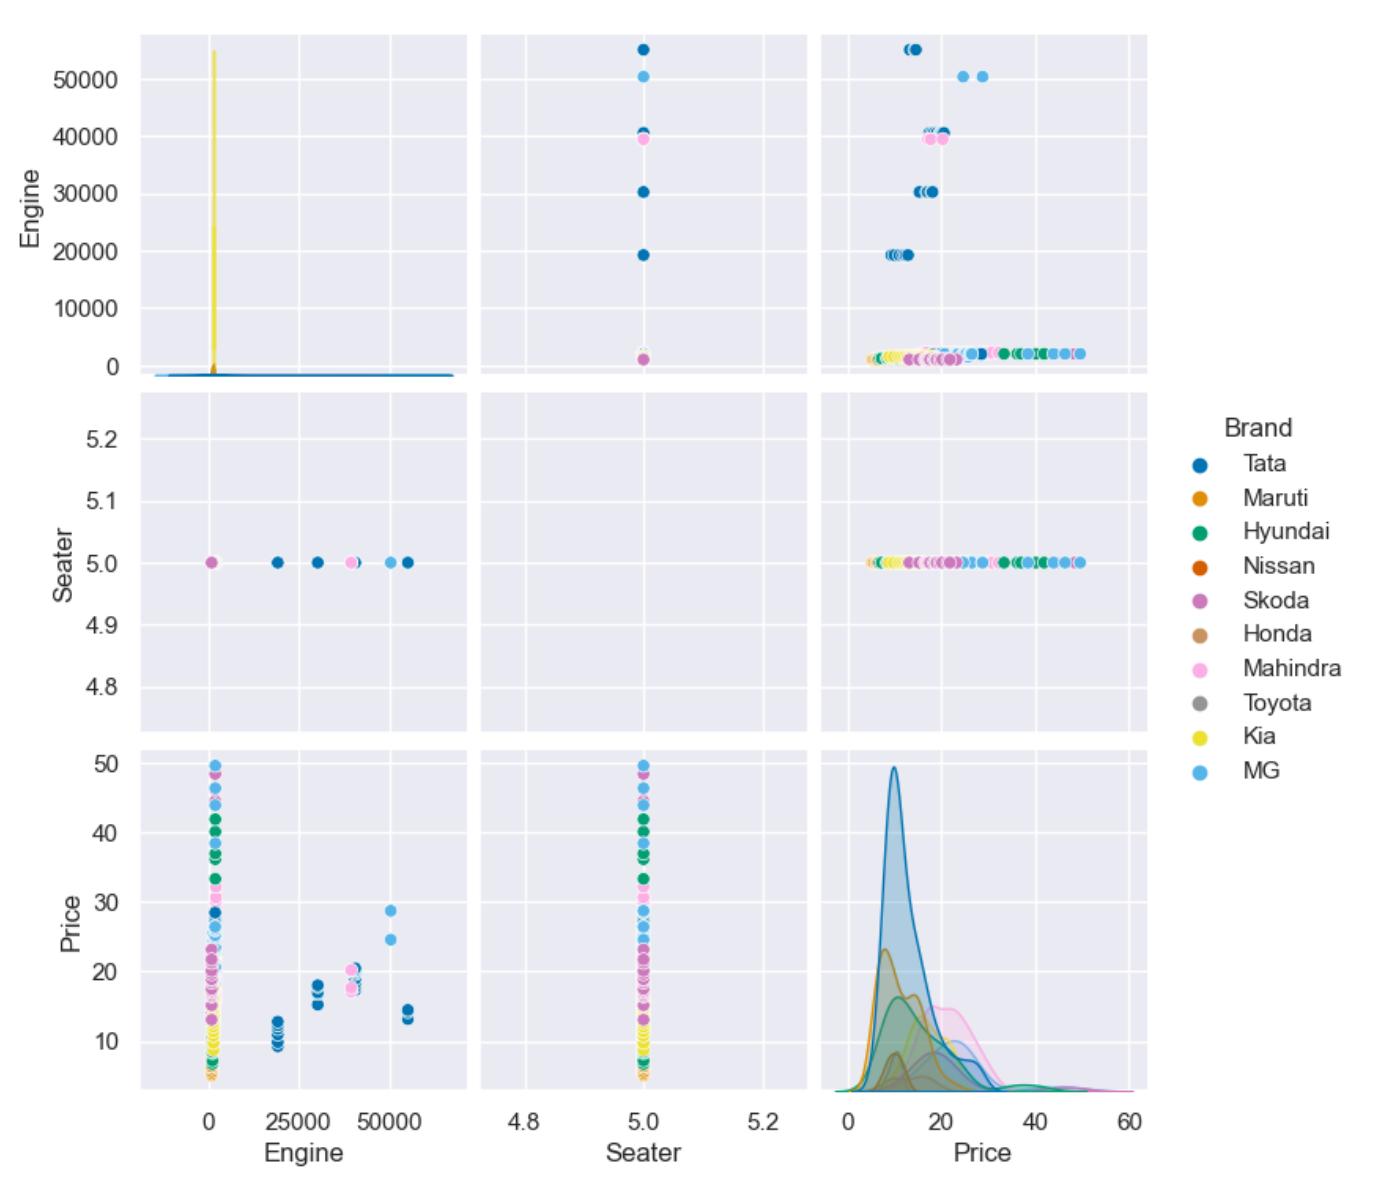 50000
40000
30000
20000
10000
0
Engine
5.2
5.1
5.0
4.9
4.8
Seater
50
40
30
20
10
Price
0 25000 50000
Engine
4.8 5.0 5.2
Seater
0 20 40 60
Price
Brand
Tata
Maruti
Hyundai
Nissan
Skoda
Honda
Mahindra
Toyota
Kia
MG